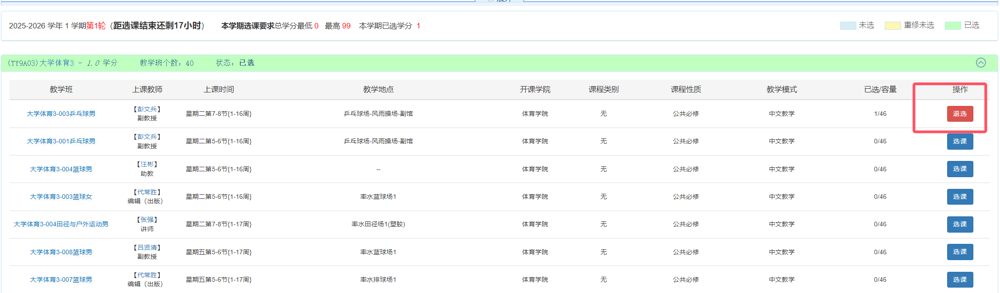 2025-2026 学年 1 学期第1轮（距选课结束还剩17小时） 本学期选课要求总学分最低 0 最高 99 本学期已选学分 1 未选 重修未选 已选
(TY9A03)大学体育3 - 1.0 学分 教学班个数：40 状态：已选
教学班 上课教师 上课时间 教学地点 开课学院 课程类别 课程性质 教学模式 已选/容量 操作
大学体育3-003乒乓球男 【彭文兵】 副教授 星期二第7-8节{1-16周} 乒乓球场-风雨操场-副馆 体育学院 无 公共必修 中文教学 1/46 退选
大学体育3-001乒乓球男 【彭文兵】 副教授 星期二第5-6节{1-16周} 乒乓球场-风雨操场-副馆 体育学院 无 公共必修 中文教学 0/46 选课
大学体育3-004篮球男 【汪彬】 助教 星期二第5-6节{1-16周} -- 体育学院 无 公共必修 中文教学 0/46 选课
大学体育3-003篮球女 【代常胜】 编辑（出版） 星期二第5-6节{1-16周} 率水蓝球场1 体育学院 无 公共必修 中文教学 0/46 选课
大学体育3-004田径与户外运动男 【张强】 讲师 星期二第7-8节{1-17周} 率水田径场1(塑胶) 体育学院 无 公共必修 中文教学 0/46 选课
大学体育3-008篮球男 【吕贤清】 副教授 星期五第5-6节{1-17周} 率水蓝球场1 体育学院 无 公共必修 中文教学 0/46 选课
大学体育3-007篮球男 【代常胜】 编辑（出版） 星期五第5-6节{1-17周} 率水排球场1 体育学院 无 公共必修 中文教学 0/46 选课